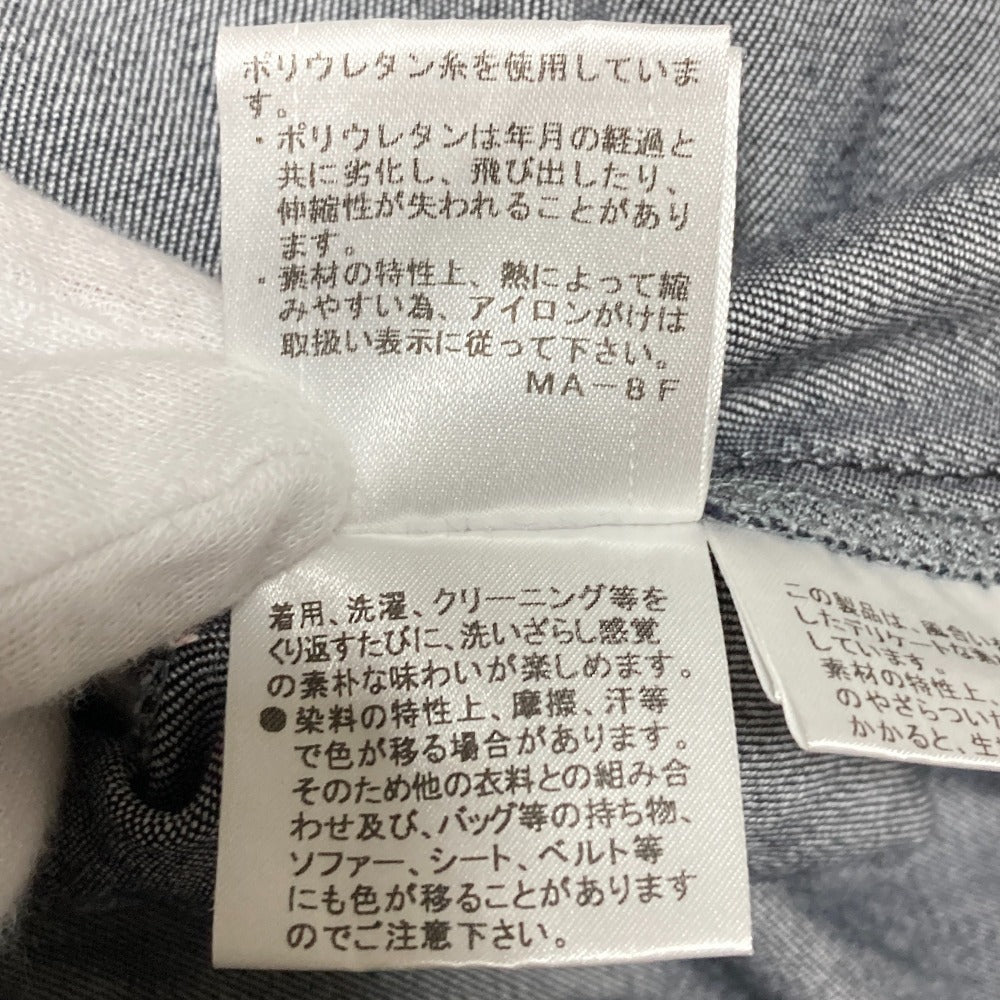 ポリウレタン糸を使用していま
す。
・ポリウレタンは年月の経過と
共に劣化し、飛び出したり、
伸縮性が失われることがあり
ます。
・素材の特性上、熱によって縮
みやすい為、アイロンがけは
取扱い表示に従って下さい。
MA-8F
着用、洗濯、クリーニング等を
くり返すたびに、洗いざらし感覚
の素朴な味わいが楽しめます。
●染料の特性上、摩擦、汗等
で色が移る場合があります。
そのため他の衣料との組み合
わせ及び、バッグ等の持ち物、
ソファー、シート、ベルト等
にも色が移ることがあります
のでご注意下さい。
この製品は、風合い
したデリケートな素
しています。
素材の特性上、
のやざらついた
かかると、生